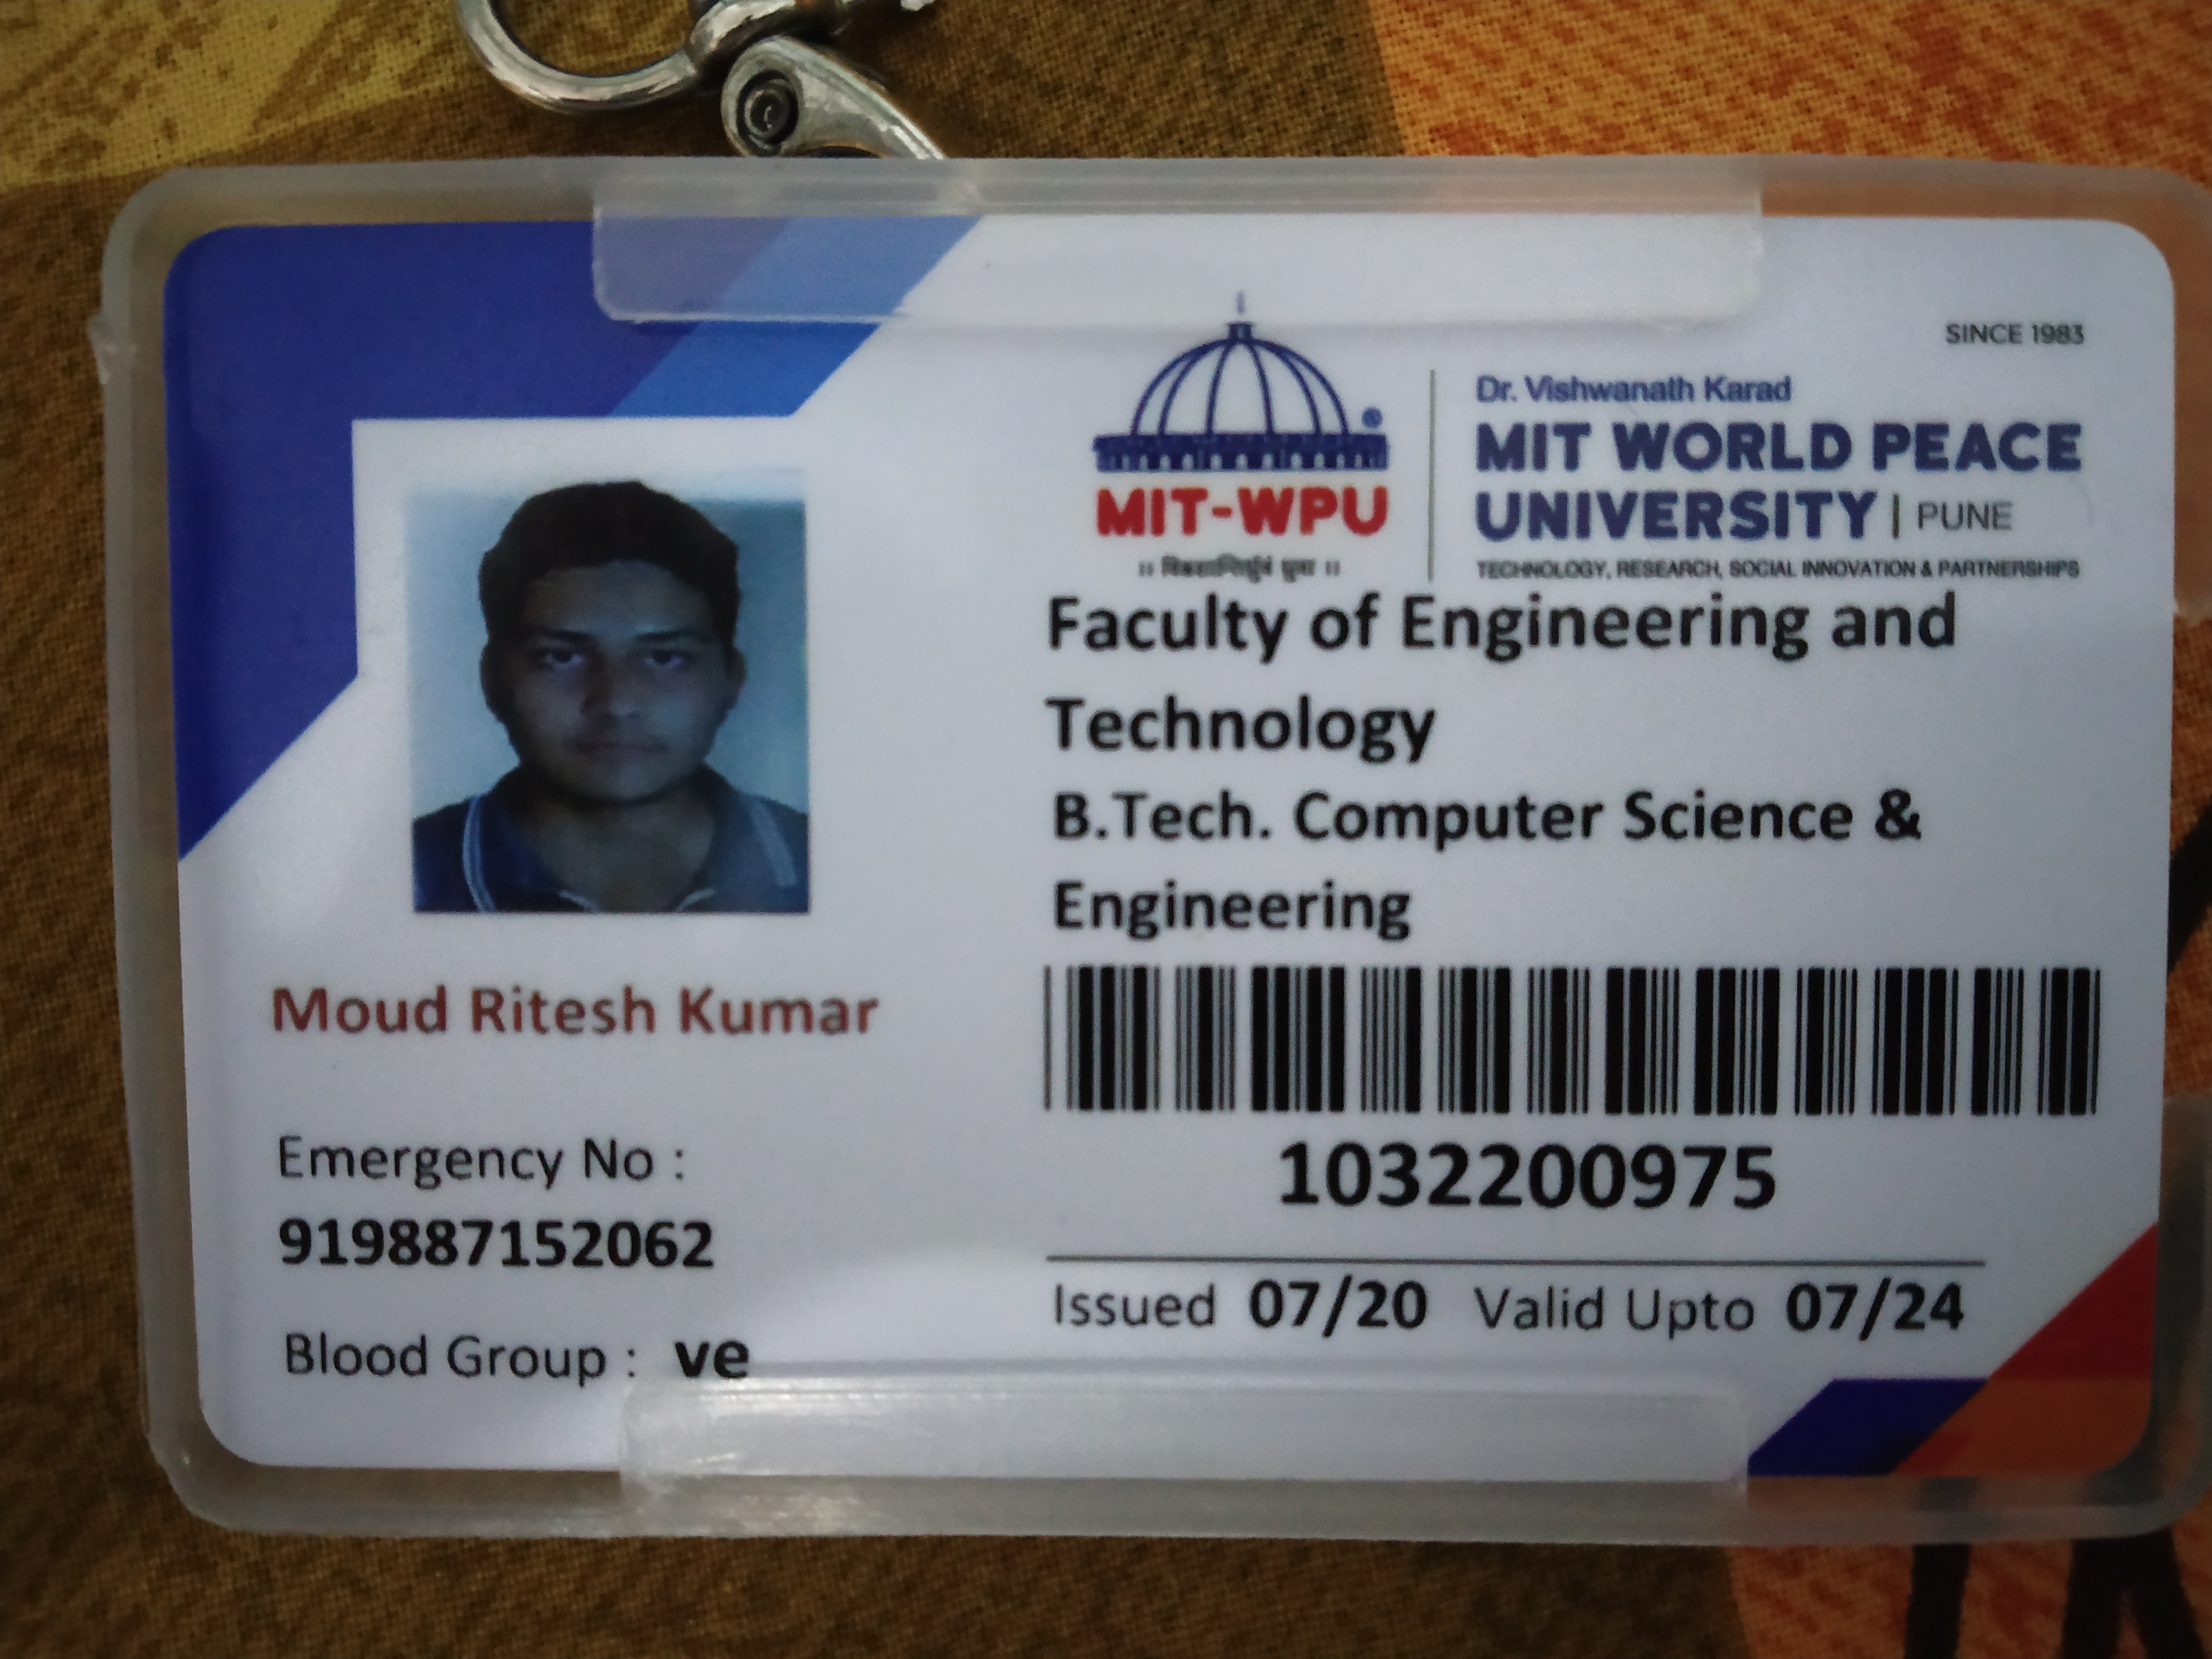 SINCE 1983
Dr. Vishwanath Karad
MIT WORLD PEACE
UNIVERSITY | PUNE
TECHNOLOGY, RESEARCH, SOCIAL INNOVATION & PARTNERSHIPS
MIT-WPU
Faculty of Engineering and
Technology
B.Tech. Computer Science &
Engineering
1032200975
Issued 07/20 Valid Upto 07/24
Moud Ritesh Kumar
Emergency No :
919887152062
Blood Group : ve